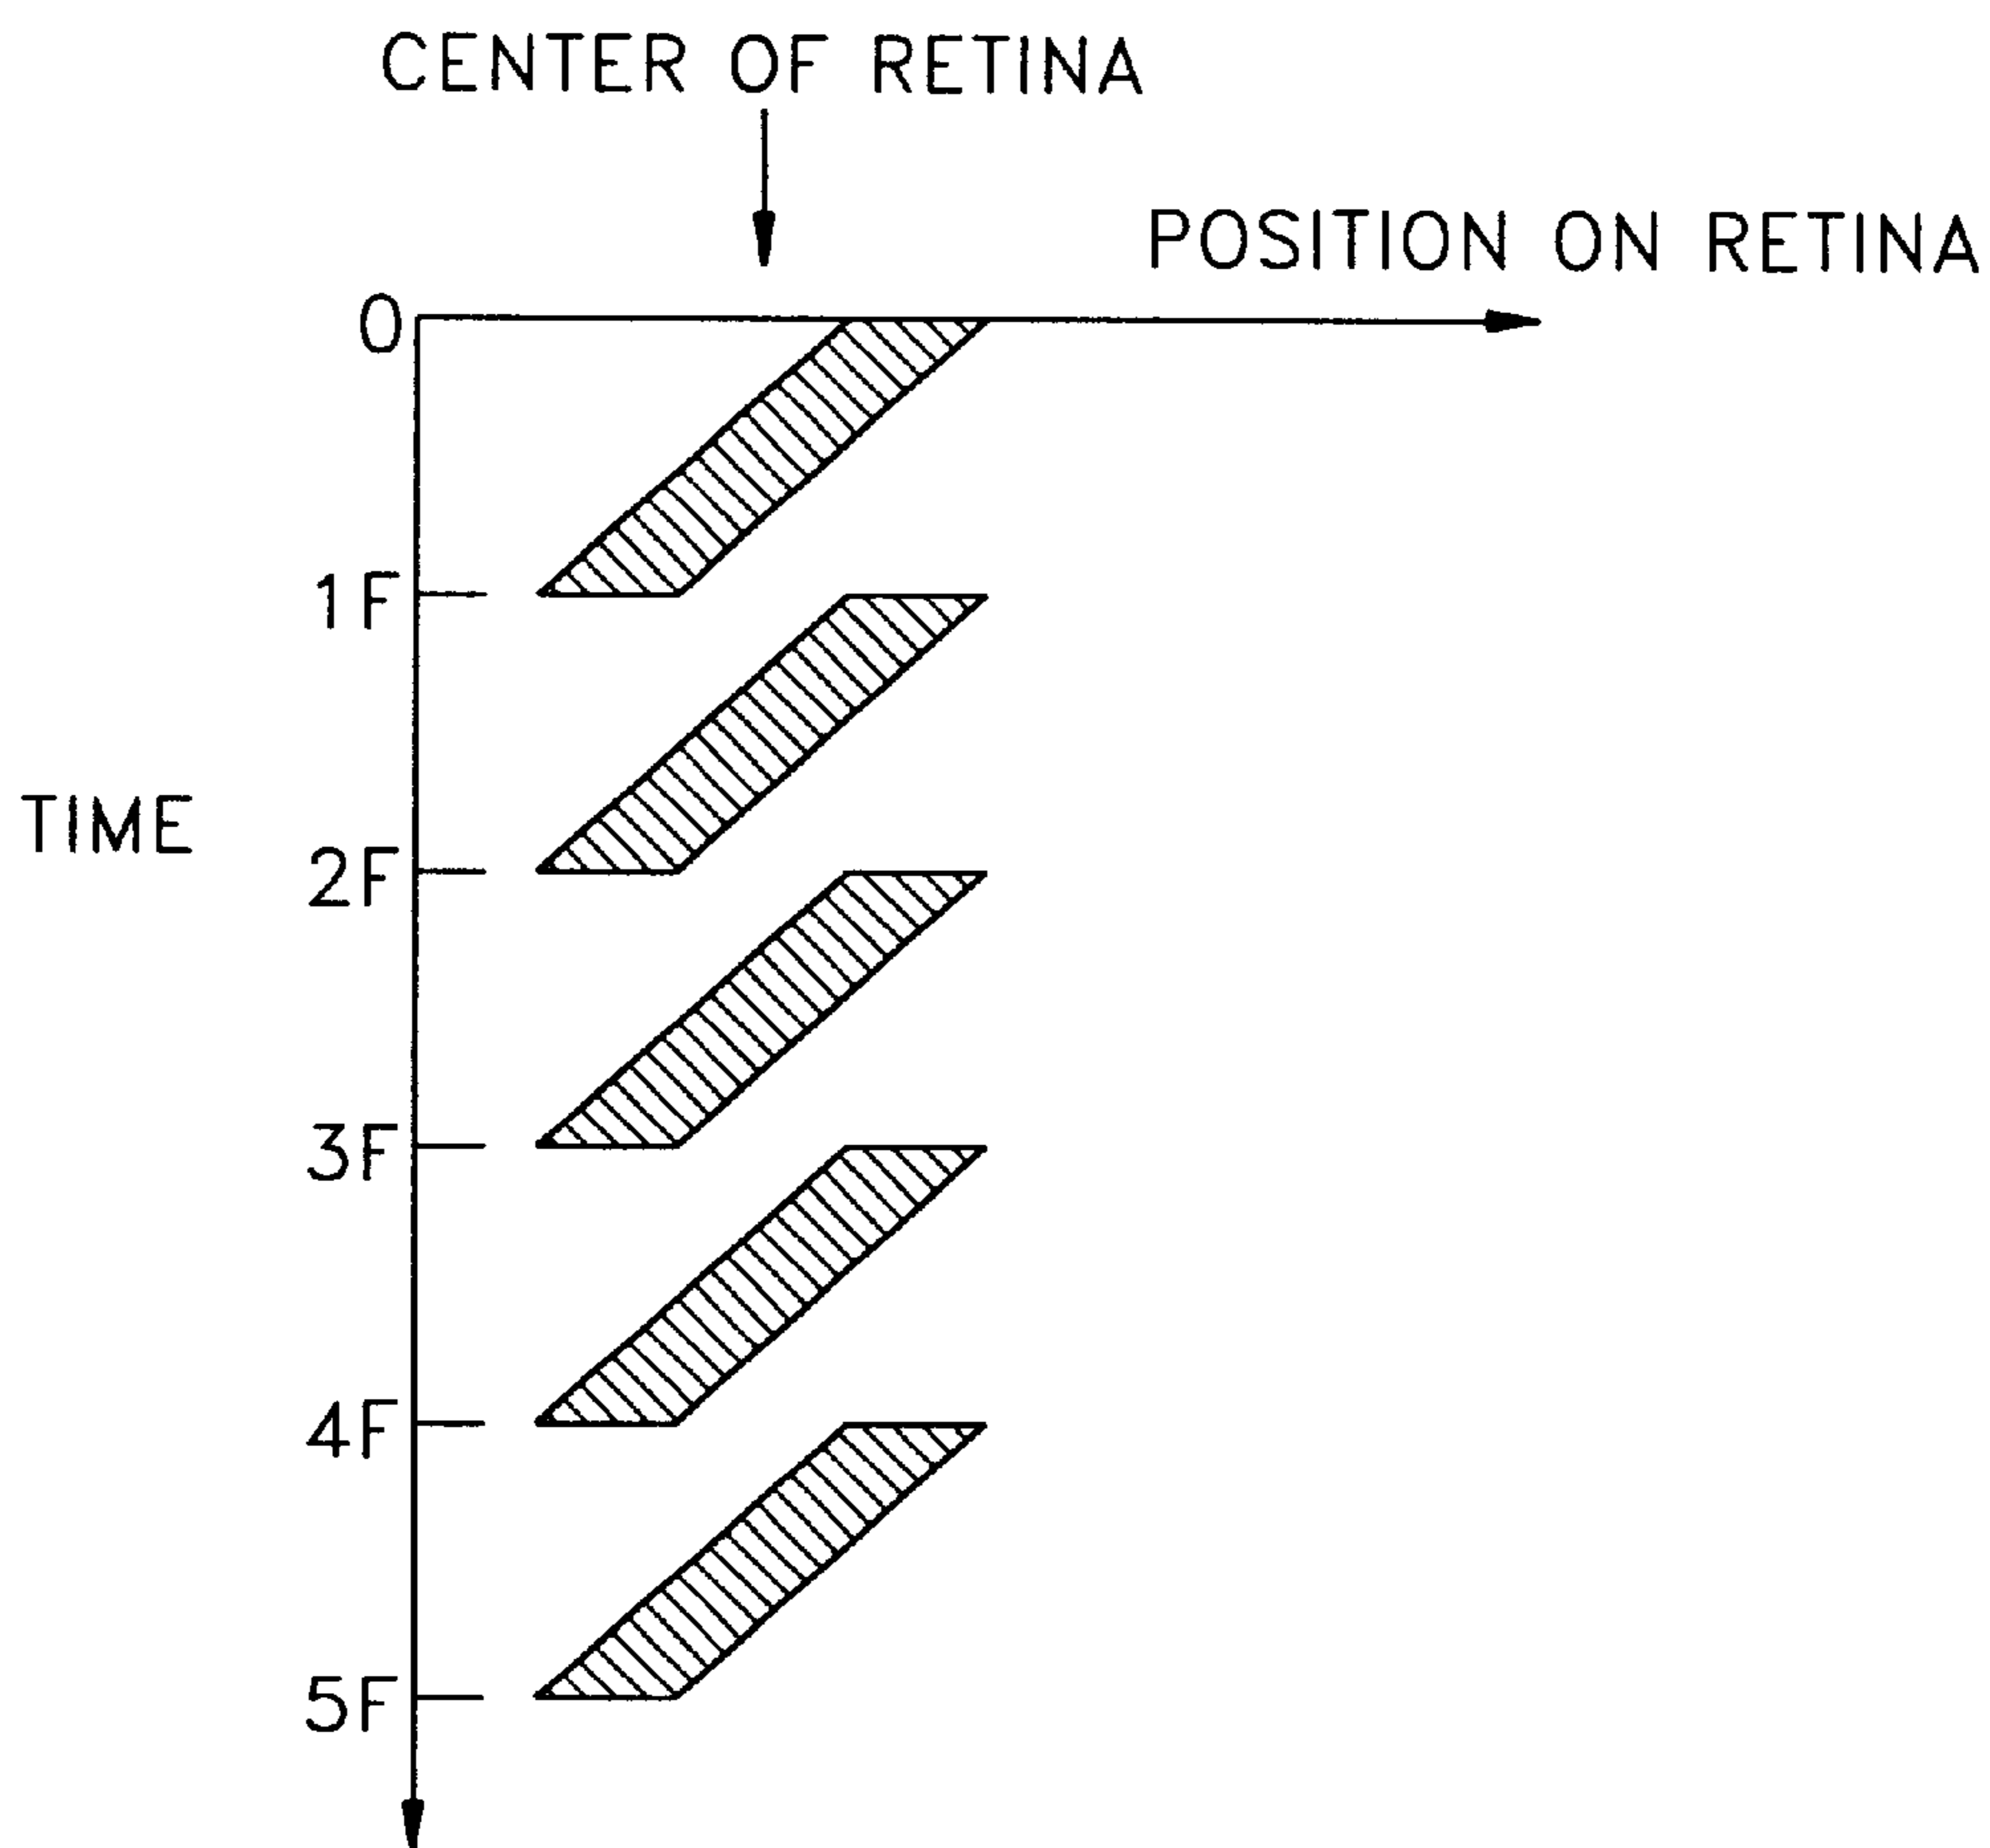 CENTER OF RETINA
POSITION ON RETINA
0
1F
TIME
2F
3F
4F
5F